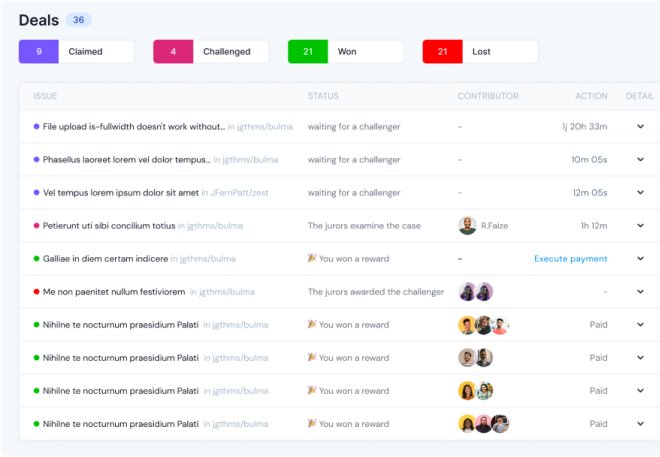 Deals 36
9 Claimed 4 Challenged 21 Won 21 Lost
ISSUE STATUS CONTRIBUTOR ACTION DETAIL
File upload is-fullwidth doesn't work without... in jgthms/bulma waiting for a challenger - 1j 20h 33m
Phasellus laoreet lorem vel dolor tempus... in jgthms/bulma waiting for a challenger - 10m 05s
Vel tempus lorem ipsum dolor sit amet in JFernPatt/zest waiting for a challenger - 12m 05s
Petierunt uti sibi concilium totius in jgthms/bulma The jurors examine the case R.Faize 1h 12m
Galliae in diem certam indicere in jgthms/bulma 🎉 You won a reward - Execute payment
Me non paenitet nullum festiviorem in jgthms/bulma The jurors awarded the challenger -
Nihilne te nocturnum praesidium Palati in jgthms/bulma 🎉 You won a reward Paid
Nihilne te nocturnum praesidium Palati in jgthms/bulma 🎉 You won a reward Paid
Nihilne te nocturnum praesidium Palati in jgthms/bulma 🎉 You won a reward Paid
Nihilne te nocturnum praesidium Palati in jgthms/bulma 🎉 You won a reward Paid